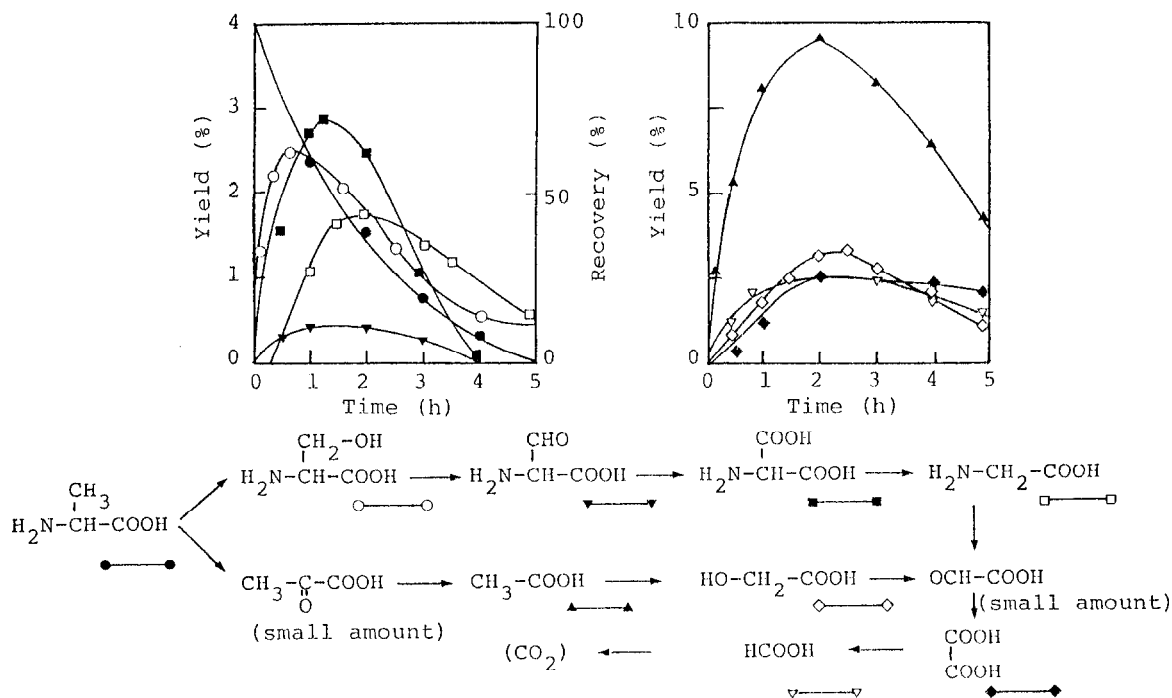 4
3
2
1
0
Yield (%)
100
50
0
Recovery (%)
0 1 2 3 4 5
Time (h)
10
5
0
Yield (%)
0 1 2 3 4 5
Time (h)
CH3
H2N-CH-COOH
CH2-OH
H2N-CH-COOH
CHO
H2N-CH-COOH
COOH
H2N-CH-COOH
H2N-CH2-COOH
CH3-C-COOH
O
(small amount)
CH3-COOH
HO-CH2-COOH
OCH-COOH
(small amount)
(CO2)
HCOOH
COOH
COOH